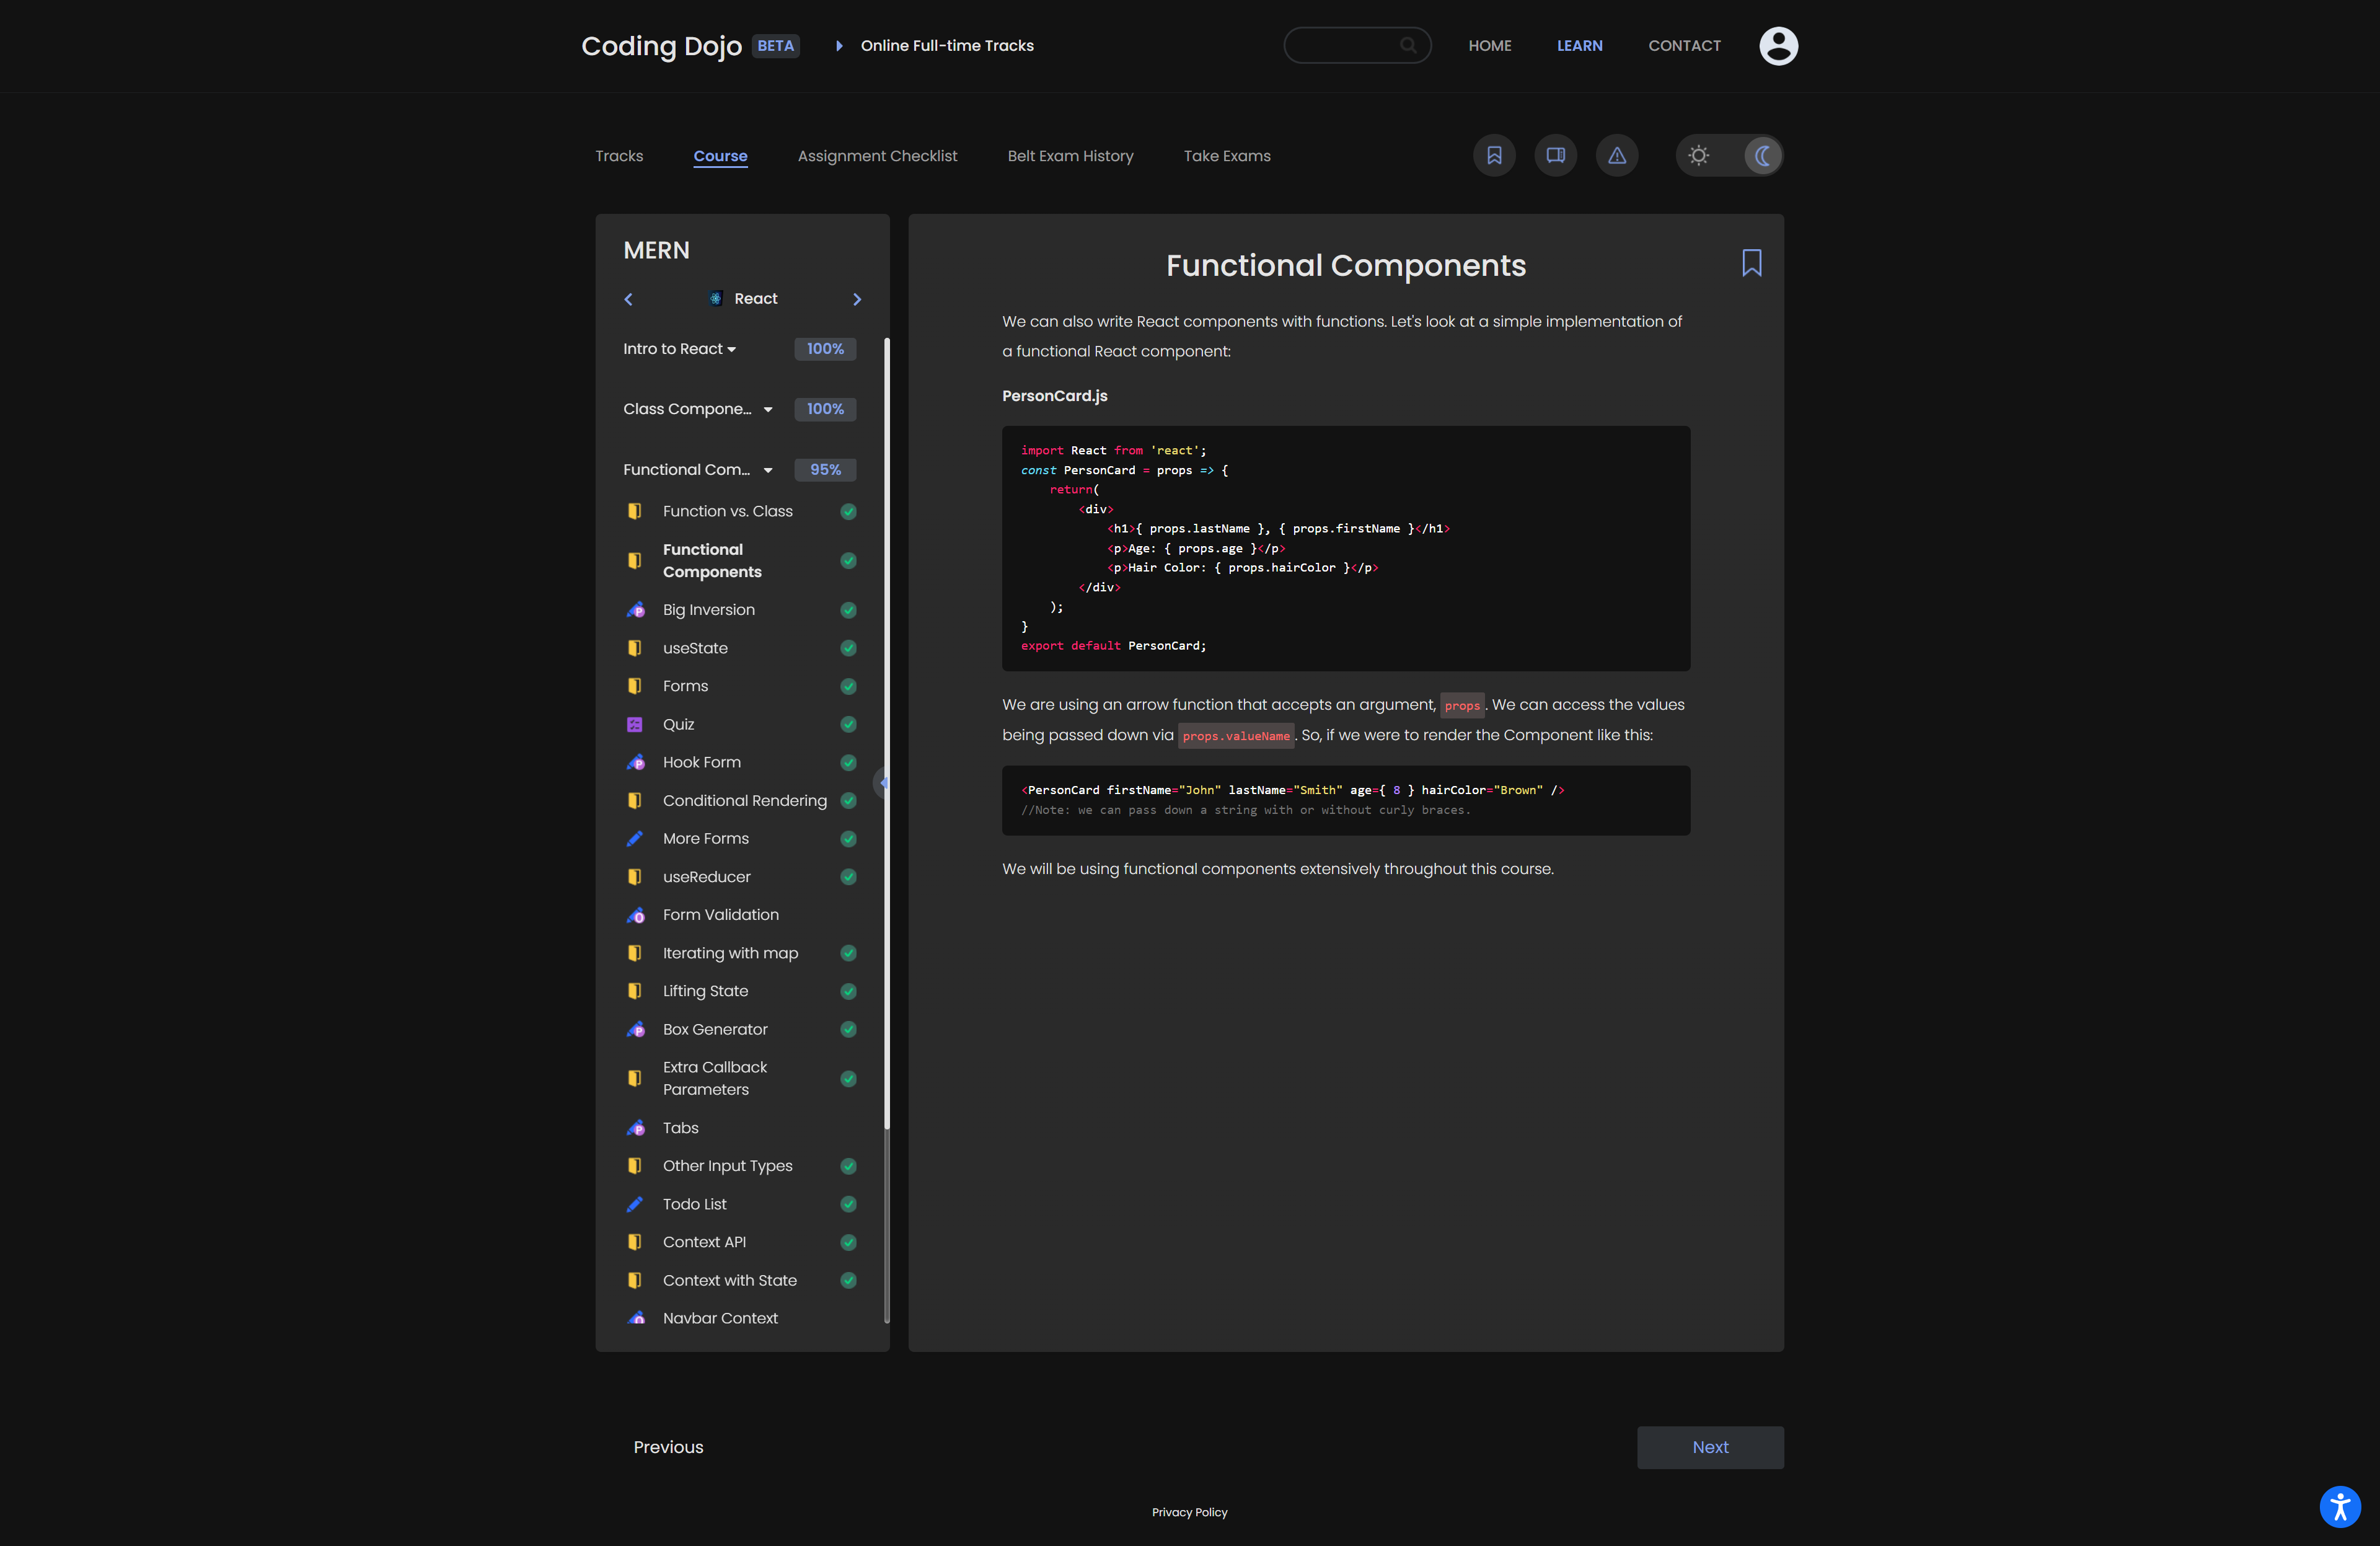 Coding Dojo BETA Online Full-time Tracks HOME LEARN CONTACT
Tracks Course Assignment Checklist Belt Exam History Take Exams
MERN
React
Intro to React 100%
Class Compone... 100%
Functional Com... 95%
Function vs. Class
Functional
Components
Big Inversion
useState
Forms
Quiz
Hook Form
Conditional Rendering
More Forms
useReducer
Form Validation
Iterating with map
Lifting State
Box Generator
Extra Callback
Parameters
Tabs
Other Input Types
Todo List
Context API
Context with State
Navbar Context
Functional Components
We can also write React components with functions. Let's look at a simple implementation of
a functional React component:
PersonCard.js
import React from 'react';
const PersonCard = props => {
    return(
        <div>
            <h1>{ props.lastName }, { props.firstName }</h1>
            <p>Age: { props.age }</p>
            <p>Hair Color: { props.hairColor }</p>
        </div>
    );
}
export default PersonCard;
We are using an arrow function that accepts an argument, props. We can access the values
being passed down via props.valueName. So, if we were to render the Component like this:
<PersonCard firstName="John" lastName="Smith" age={ 8 } hairColor="Brown" />
//Note: we can pass down a string with or without curly braces.
We will be using functional components extensively throughout this course.
Previous Next
Privacy Policy